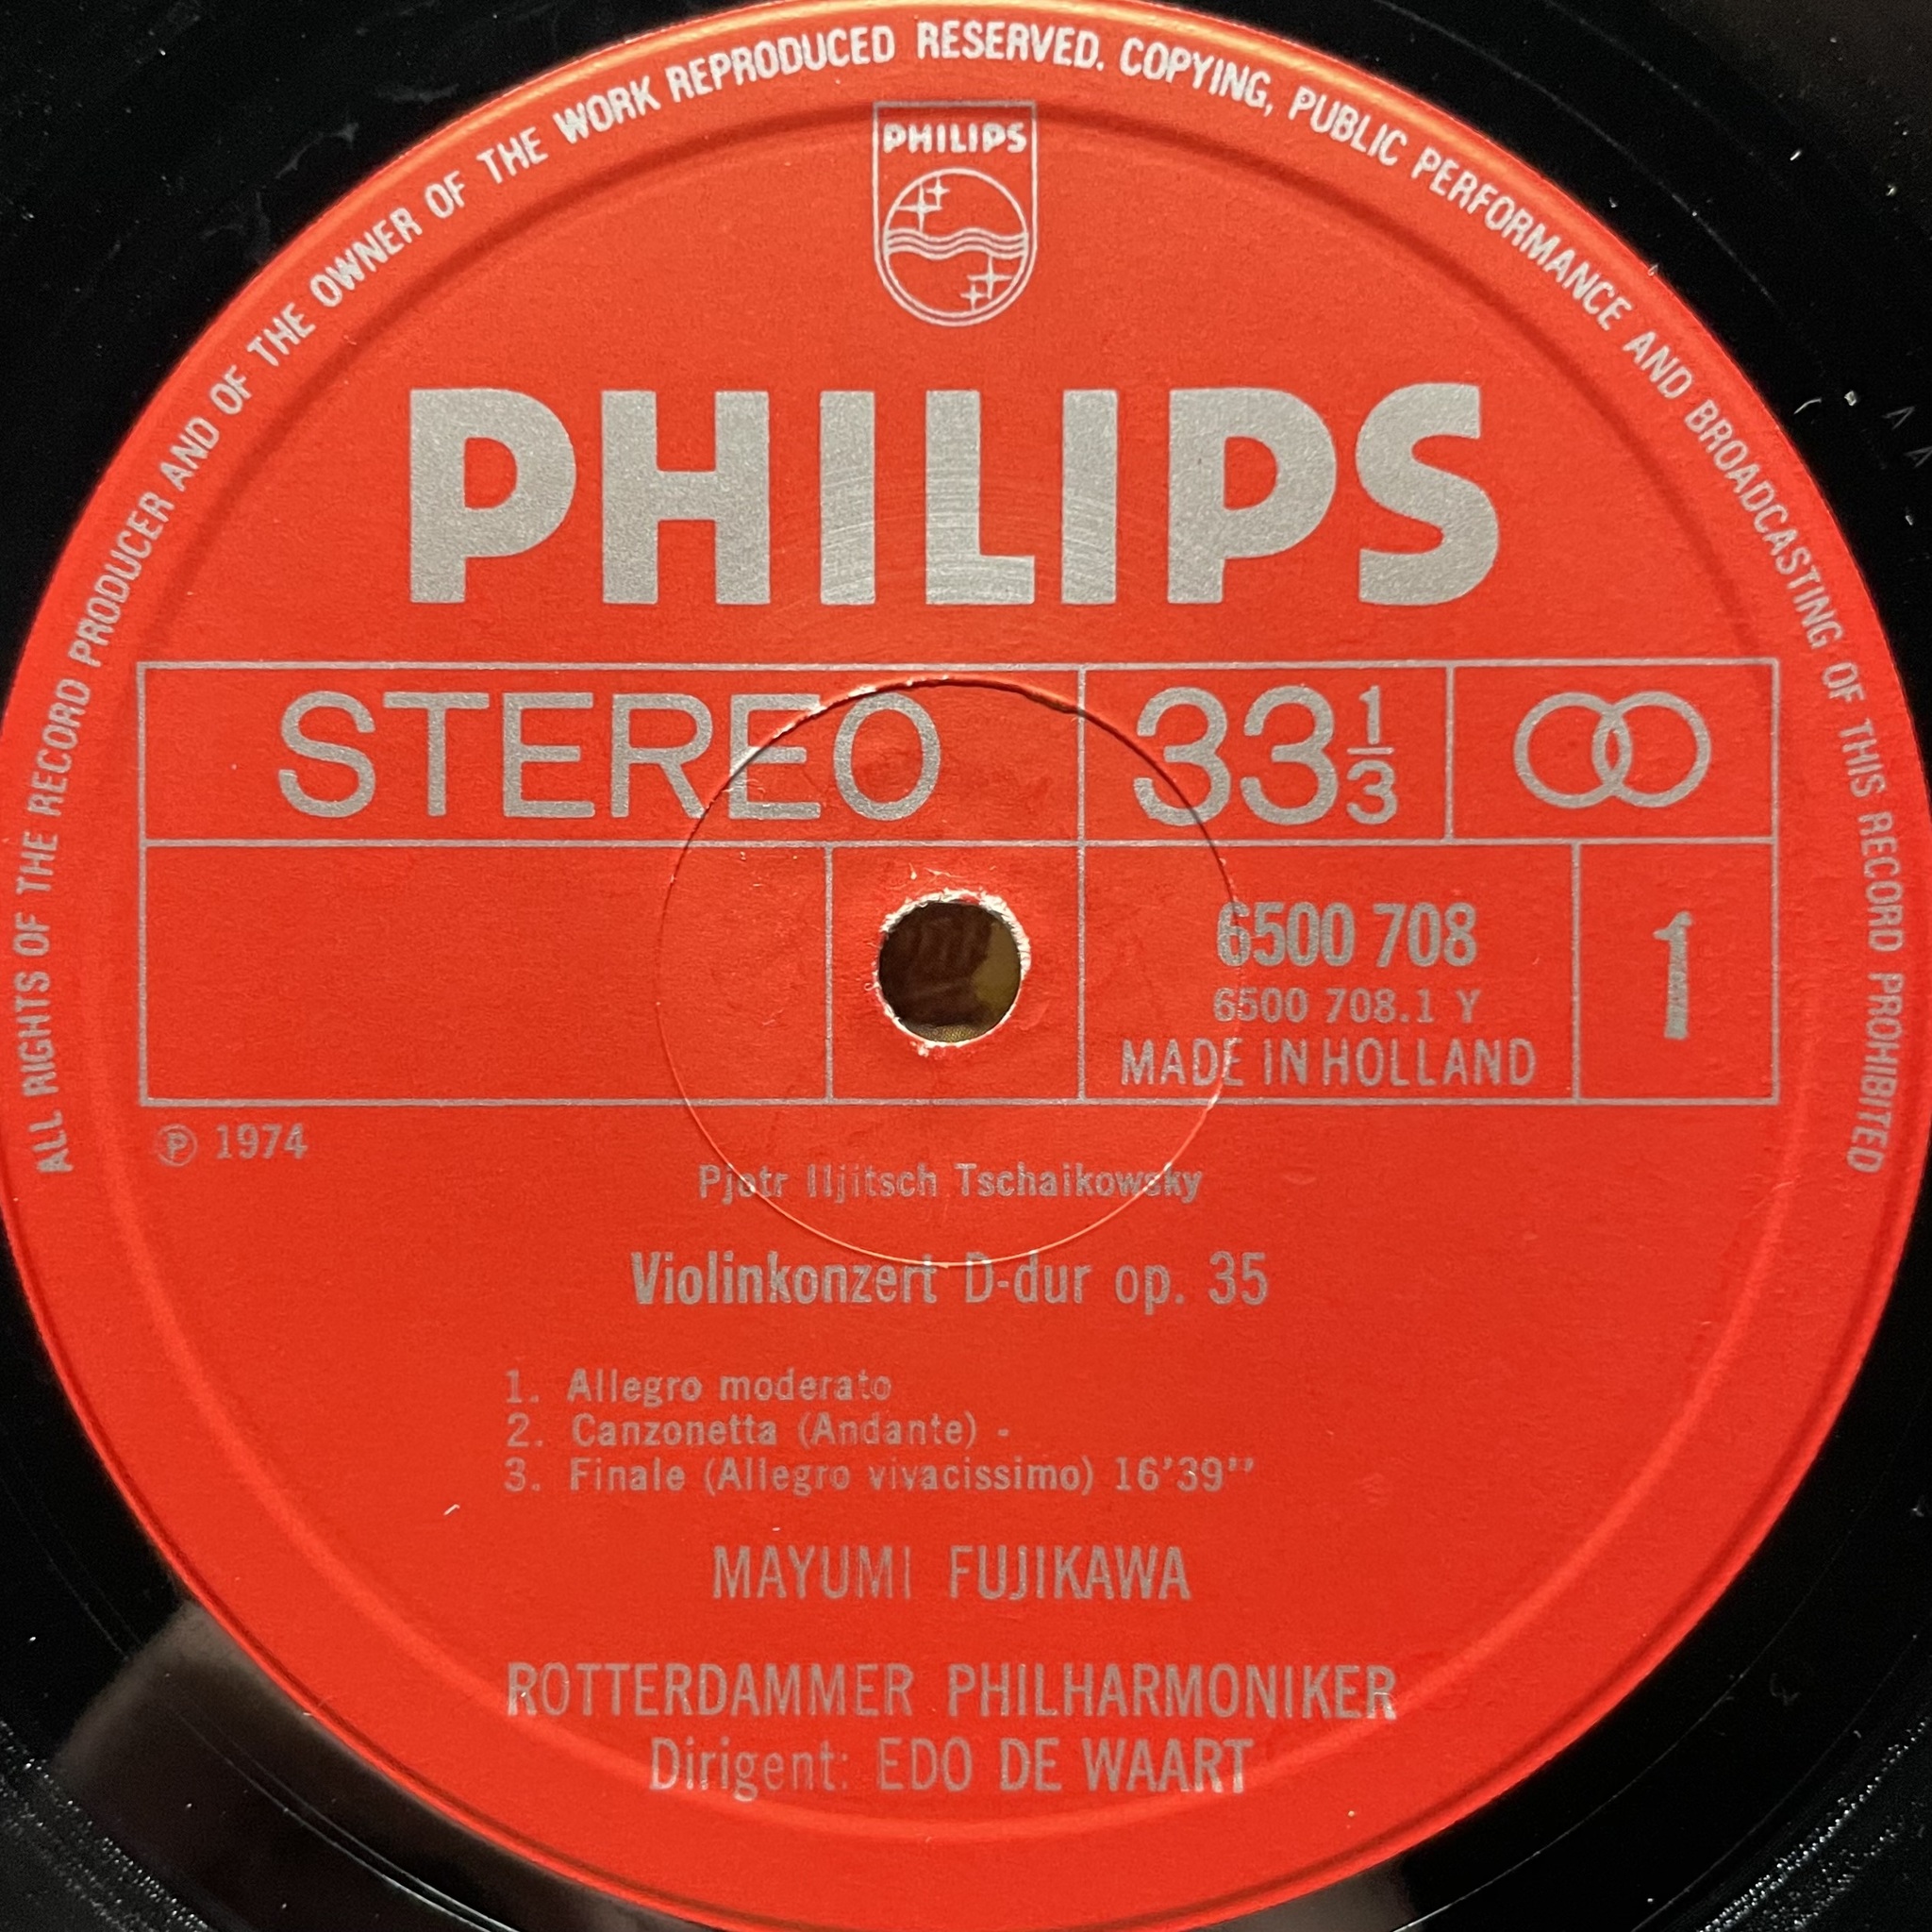 ALL RIGHTS OF THE RECORD PRODUCER AND OF THE OWNER OF THE WORK REPRODUCED RESERVED. COPYING, PUBLIC PERFORMANCE AND BROADCASTING OF THIS RECORD PROHIBITED
PHILIPS
PHILIPS
STEREO 33 1/3
6500 708 1
6500 708.1 Y
MADE IN HOLLAND
℗ 1974
Pjotr Iljitsch Tschaikowsky
Violinkonzert D-dur op. 35
1. Allegro moderato
2. Canzonetta (Andante) -
3. Finale (Allegro vivacissimo) 16'39''
MAYUMI FUJIKAWA
ROTTERDAMMER PHILHARMONIKER
Dirigent: EDO DE WAART